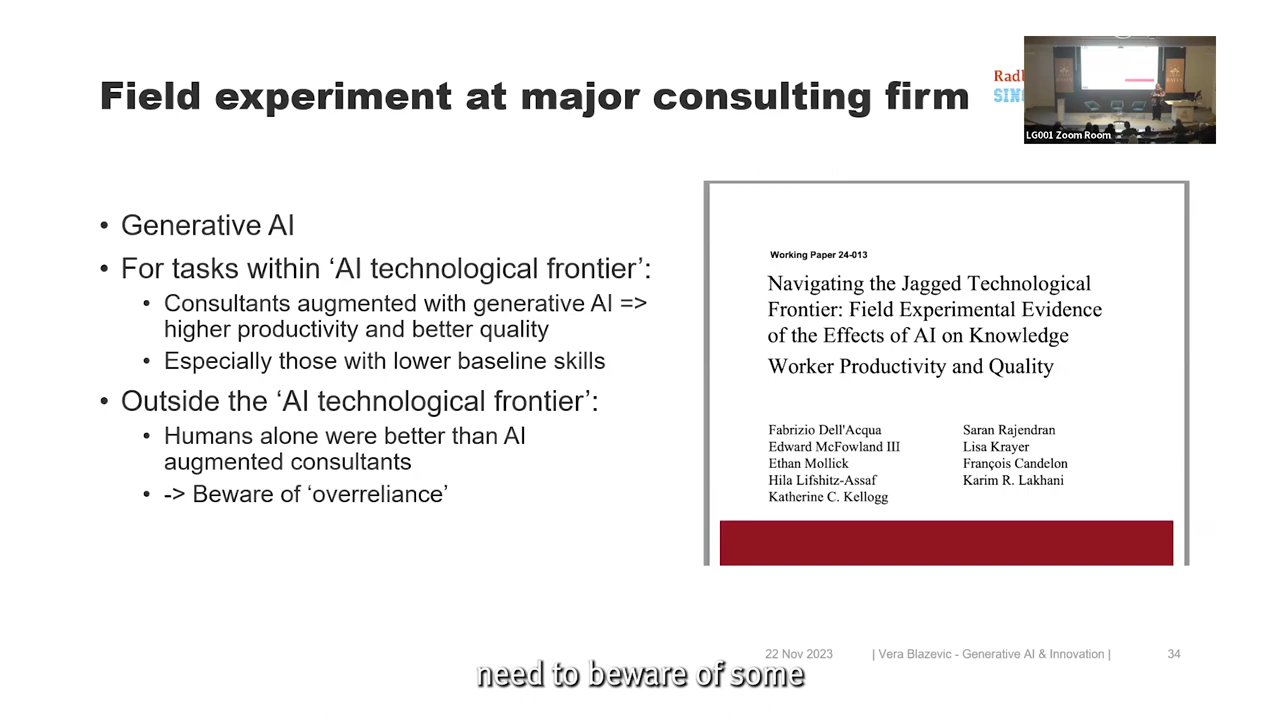 Field experiment at major consulting firm
LG001 Zoom Room
• Generative AI
• For tasks within ‘AI technological frontier’:
• Consultants augmented with generative AI =>
higher productivity and better quality
• Especially those with lower baseline skills
• Outside the ‘AI technological frontier’:
• Humans alone were better than AI
augmented consultants
• -> Beware of ‘overreliance’
Working Paper 24-013
Navigating the Jagged Technological
Frontier: Field Experimental Evidence
of the Effects of AI on Knowledge
Worker Productivity and Quality
Fabrizio Dell'Acqua
Edward McFowland III
Ethan Mollick
Hila Lifshitz-Assaf
Katherine C. Kellogg
Saran Rajendran
Lisa Krayer
François Candelon
Karim R. Lakhani
22 Nov 2023 | Vera Blazevic - Generative AI & Innovation | 34
need to beware of some